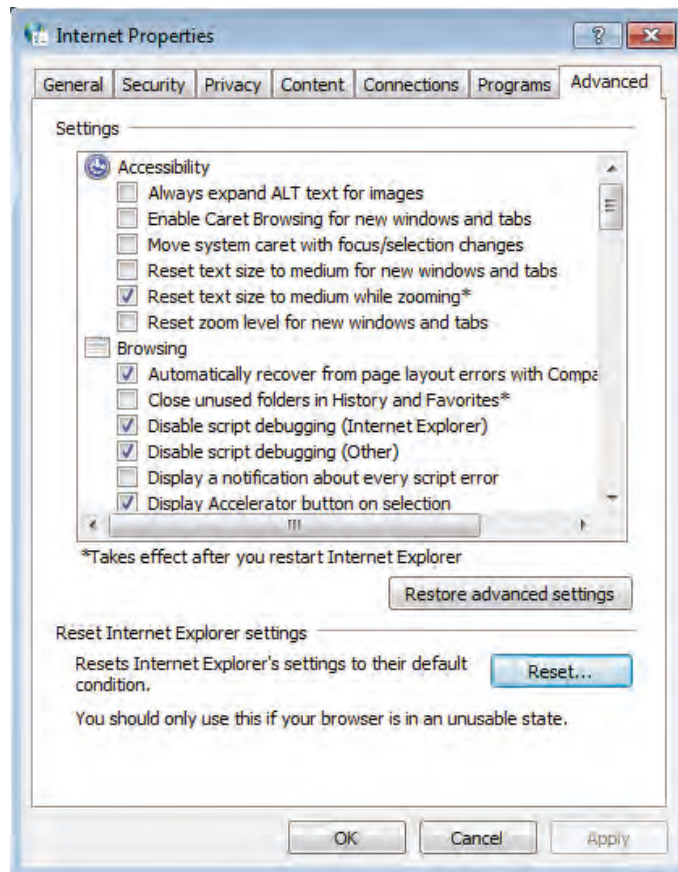 Internet Properties
General Security Privacy Content Connections Programs Advanced
Settings
Accessibility
Always expand ALT text for images
Enable Caret Browsing for new windows and tabs
Move system caret with focus/selection changes
Reset text size to medium for new windows and tabs
Reset text size to medium while zooming*
Reset zoom level for new windows and tabs
Browsing
Automatically recover from page layout errors with Compa
Close unused folders in History and Favorites*
Disable script debugging (Internet Explorer)
Disable script debugging (Other)
Display a notification about every script error
Display Accelerator button on selection
*Takes effect after you restart Internet Explorer
Restore advanced settings
Reset Internet Explorer settings
Resets Internet Explorer's settings to their default
condition.
Reset...
You should only use this if your browser is in an unusable state.
OK Cancel Apply